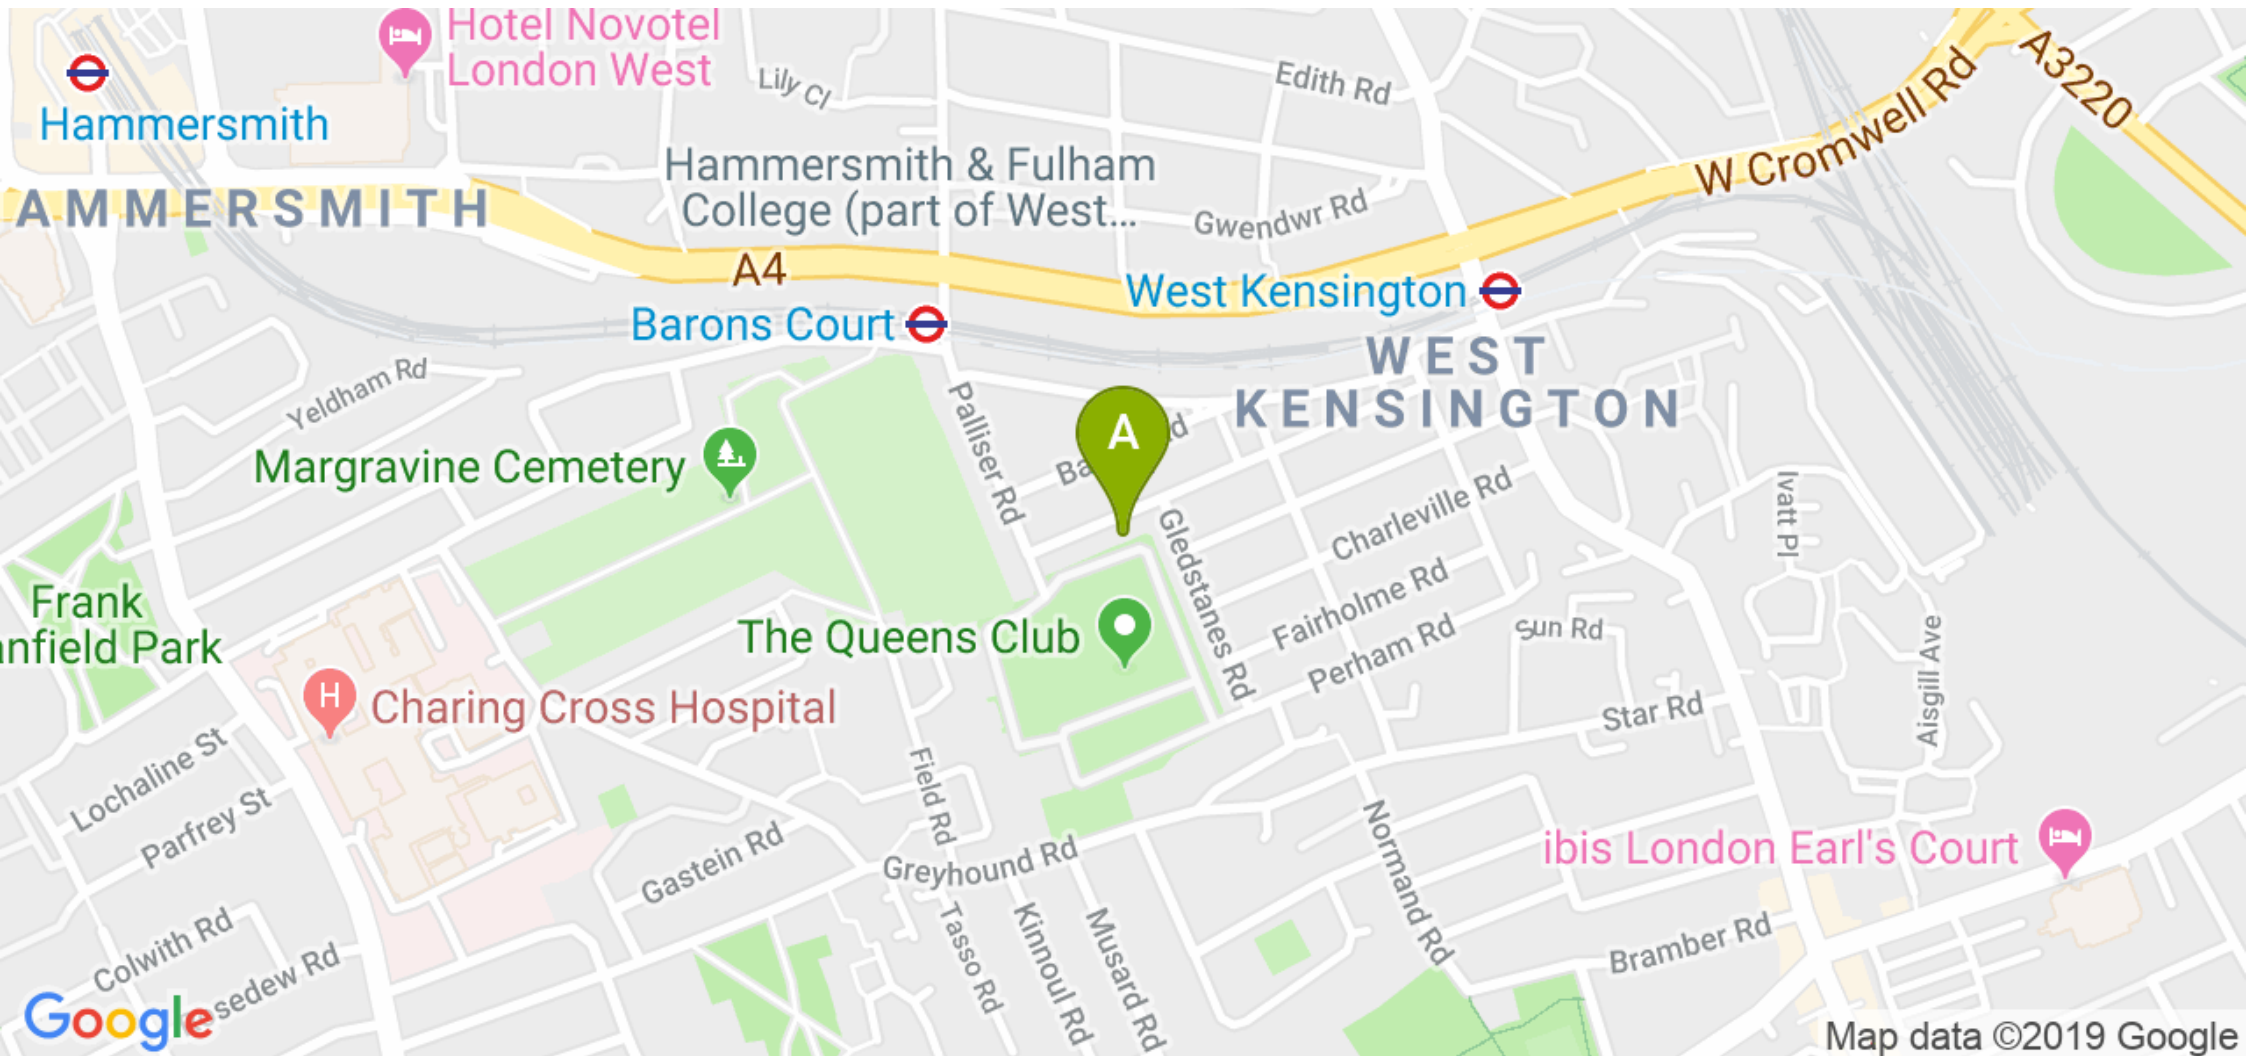 Hotel Novotel
London West
Lily Cl
Edith Rd
A3220
W Cromwell Rd
Hammersmith
Hammersmith & Fulham
College (part of West...
AMMERSMITH
Gwendwr Rd
A4
West Kensington
Barons Court
WEST
KENSINGTON
Yeldham Rd
Palliser Rd
A
Ba
d
Margravine Cemetery
Charleville Rd
Ivatt Pl
Gledstanes Rd
Fairholme Rd
Frank
anfield Park
The Queens Club
Perham Rd
Sun Rd
Aisgill Ave
H
Charing Cross Hospital
Star Rd
Lochaline St
Parfrey St
Field Rd
Normand Rd
Gastein Rd
Greyhound Rd
ibis London Earl's Court
Colwith Rd
ssedew Rd
Tasso Rd
Kinnoul Rd
Musard Rd
Bramber Rd
Google
Map data ©2019 Google